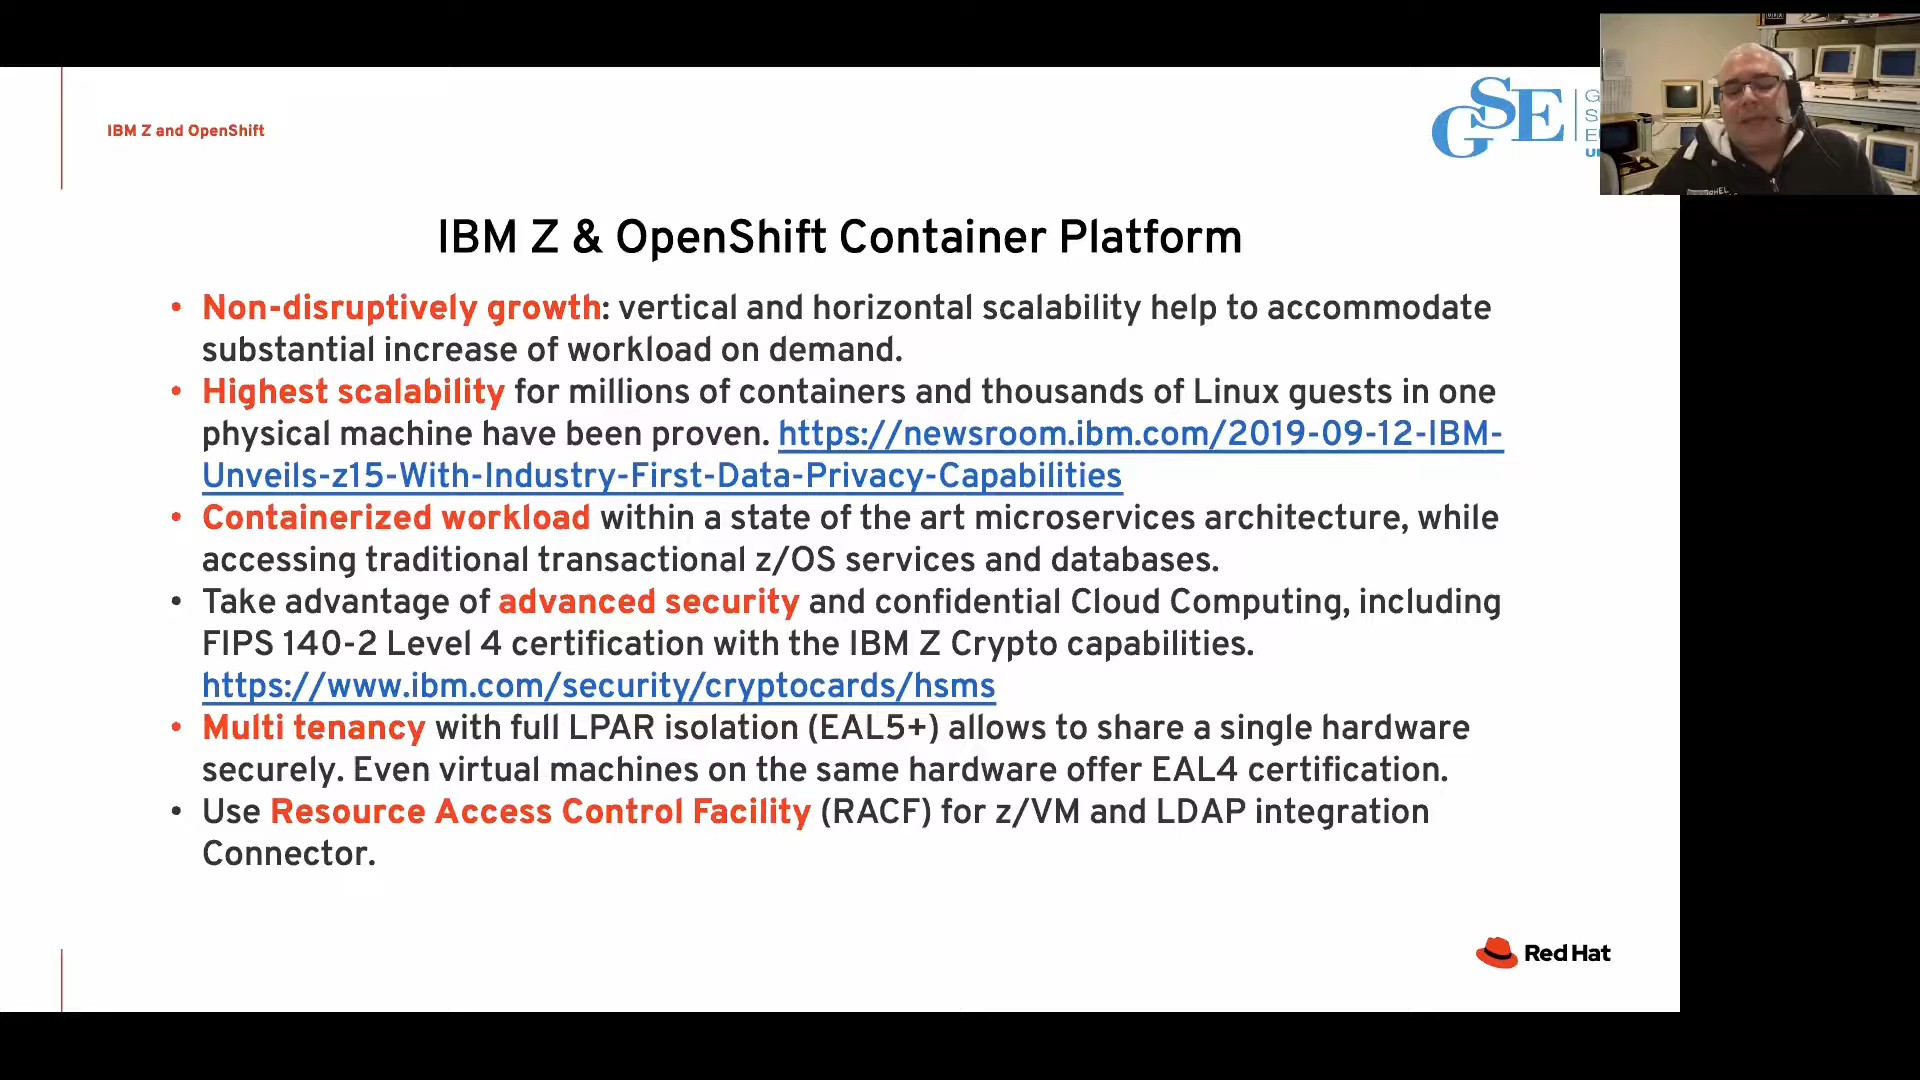 IBM Z and OpenShift
GSE
G
S
E
IBM Z & OpenShift Container Platform
• Non-disruptively growth: vertical and horizontal scalability help to accommodate
substantial increase of workload on demand.
• Highest scalability for millions of containers and thousands of Linux guests in one
physical machine have been proven. https://newsroom.ibm.com/2019-09-12-IBM-
Unveils-z15-With-Industry-First-Data-Privacy-Capabilities
• Containerized workload within a state of the art microservices architecture, while
accessing traditional transactional z/OS services and databases.
• Take advantage of advanced security and confidential Cloud Computing, including
FIPS 140-2 Level 4 certification with the IBM Z Crypto capabilities.
https://www.ibm.com/security/cryptocards/hsms
• Multi tenancy with full LPAR isolation (EAL5+) allows to share a single hardware
securely. Even virtual machines on the same hardware offer EAL4 certification.
• Use Resource Access Control Facility (RACF) for z/VM and LDAP integration
Connector.
Red Hat